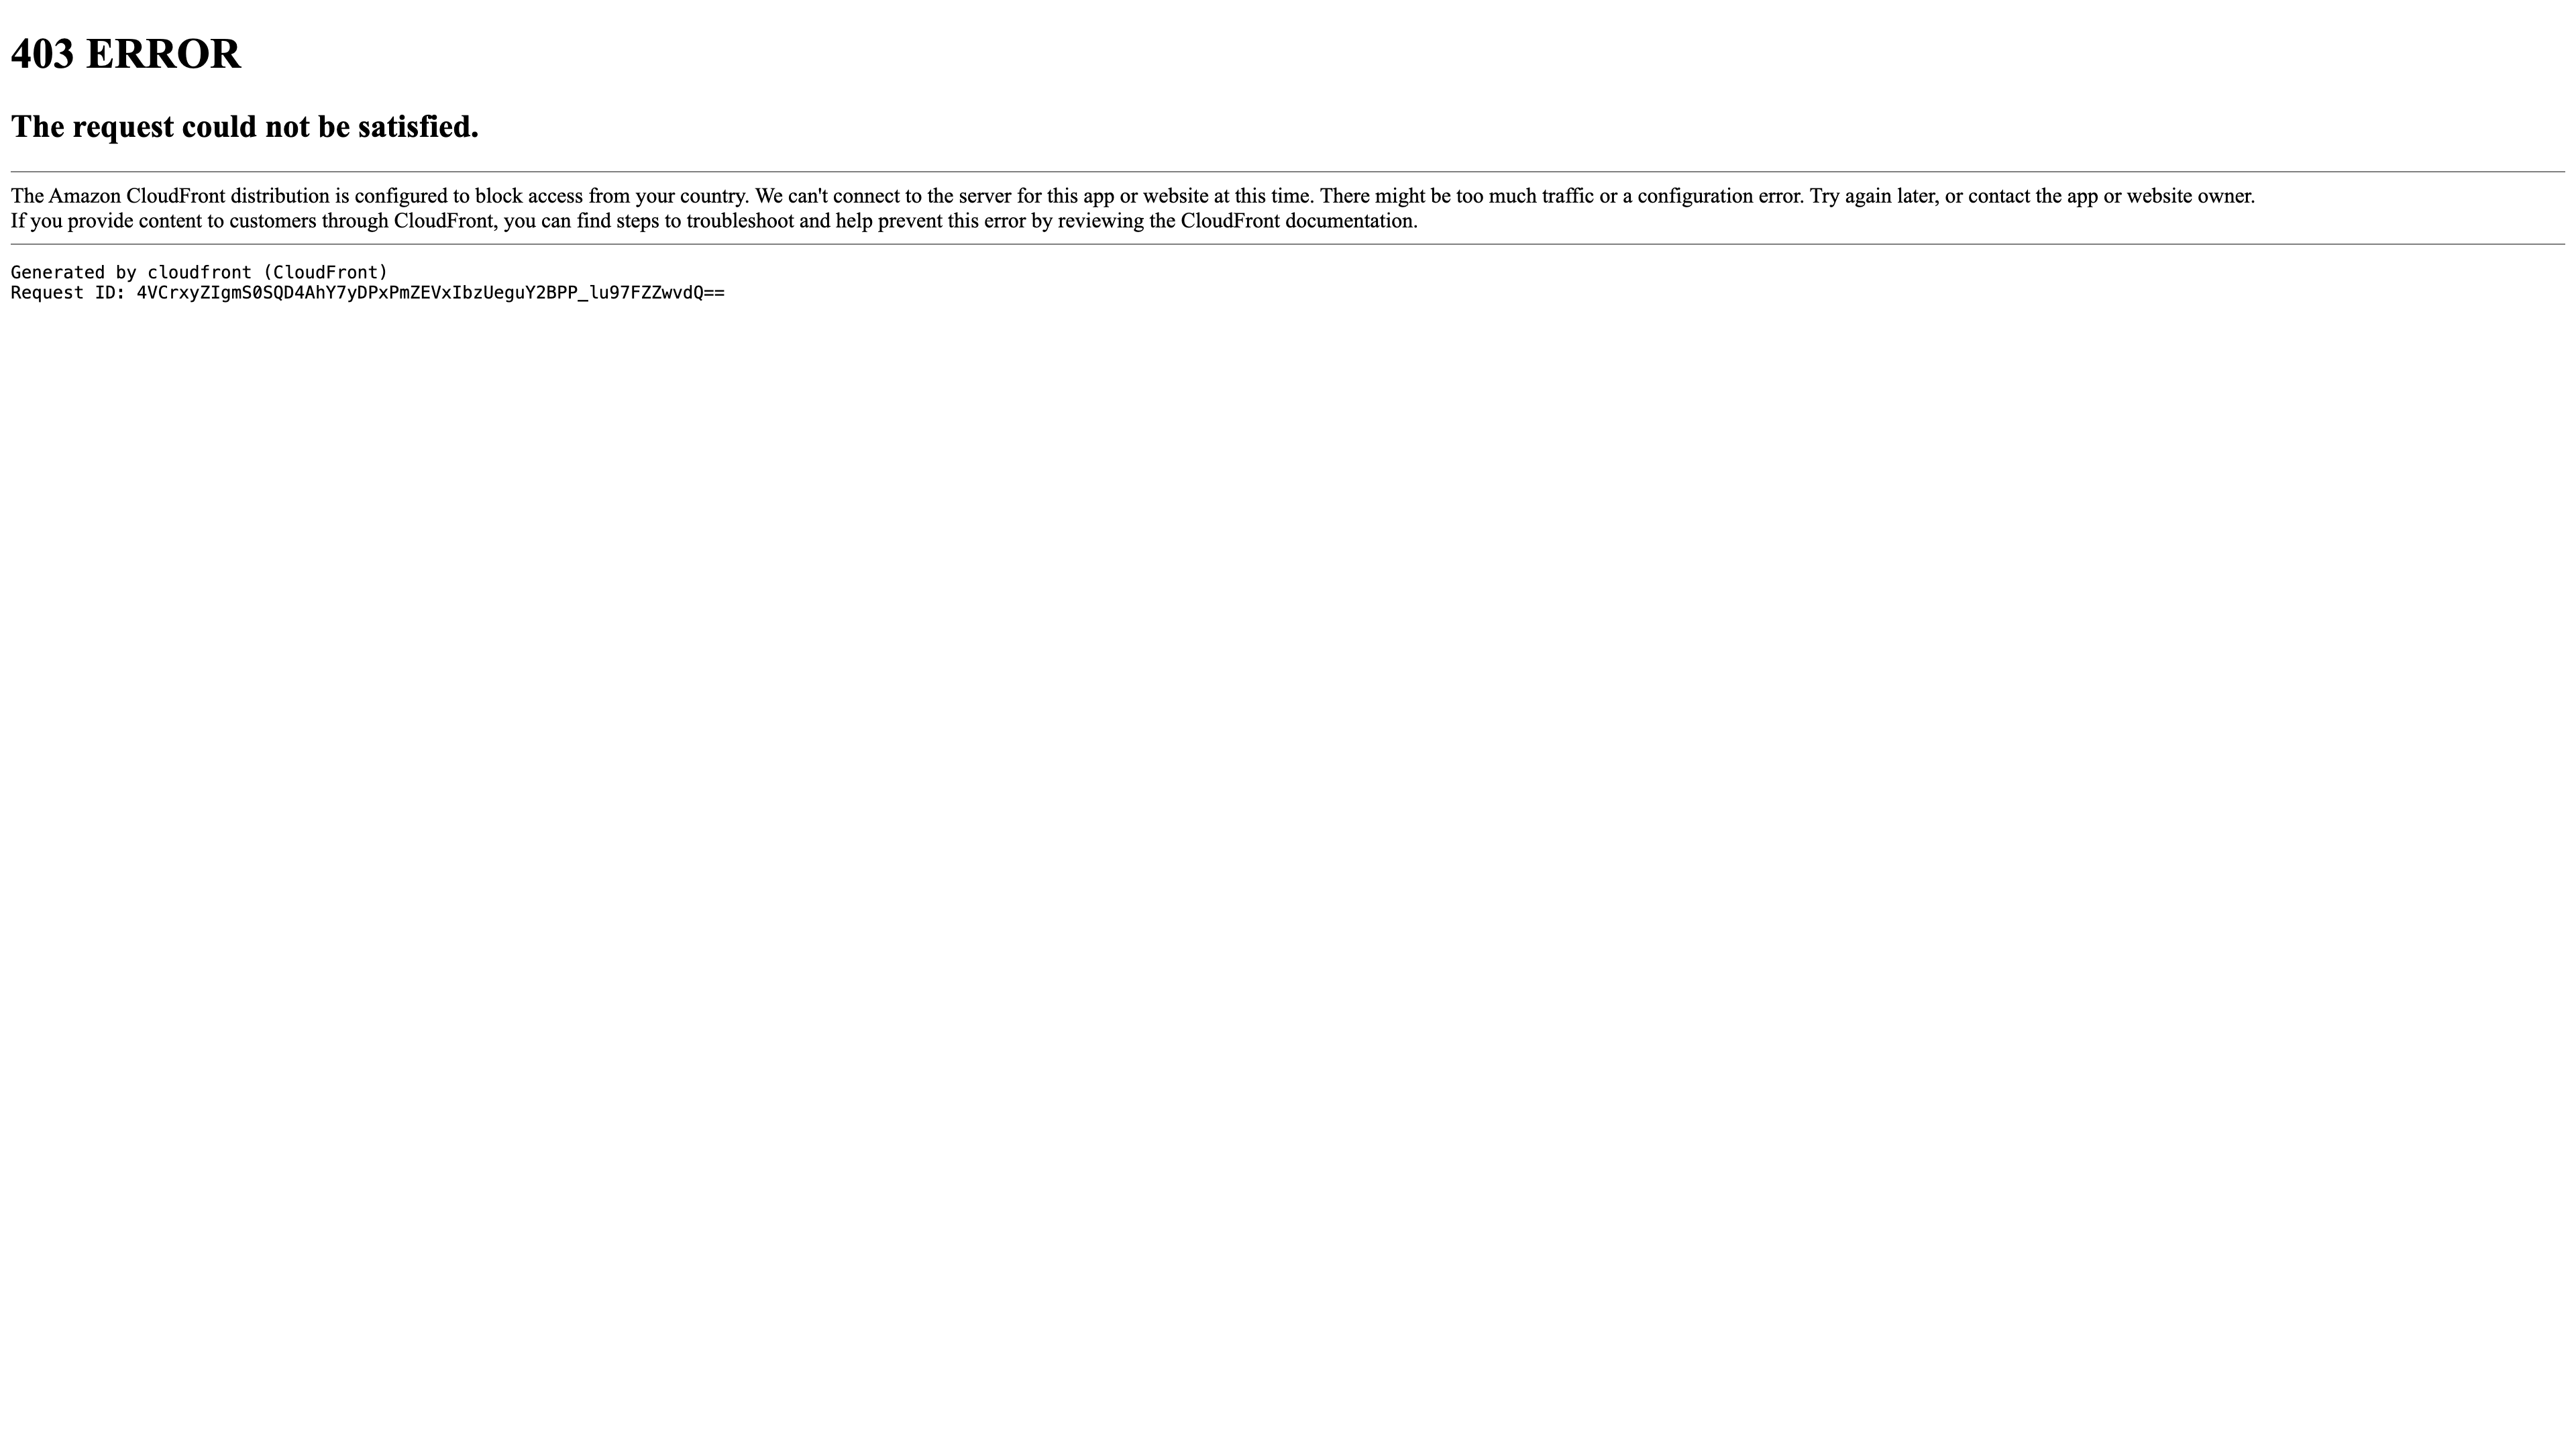 403 ERROR
The request could not be satisfied.
The Amazon CloudFront distribution is configured to block access from your country. We can't connect to the server for this app or website at this time. There might be too much traffic or a configuration error. Try again later, or contact the app or website owner.
If you provide content to customers through CloudFront, you can find steps to troubleshoot and help prevent this error by reviewing the CloudFront documentation.
Generated by cloudfront (CloudFront)
Request ID: 4VCrxyZIgmS0SQD4AhY7yDPxPmZEVxIbzUeguY2BPP_lu97FZZwvdQ==